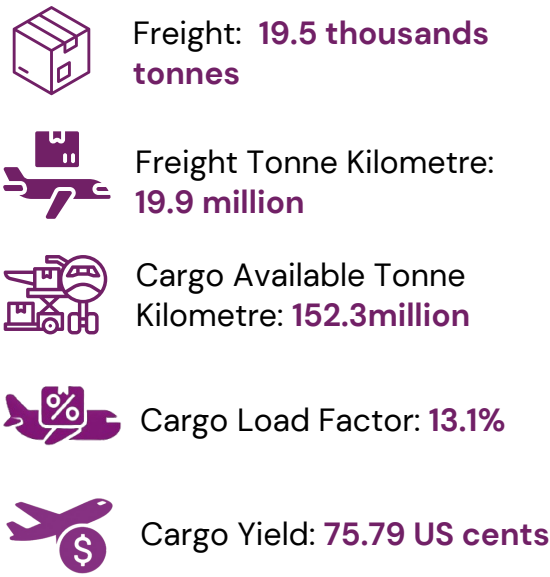 Freight: 19.5 thousands
tonnes
Freight Tonne Kilometre:
19.9 million
Cargo Available Tonne
Kilometre: 152.3million
%
Cargo Load Factor: 13.1%
$
Cargo Yield: 75.79 US cents